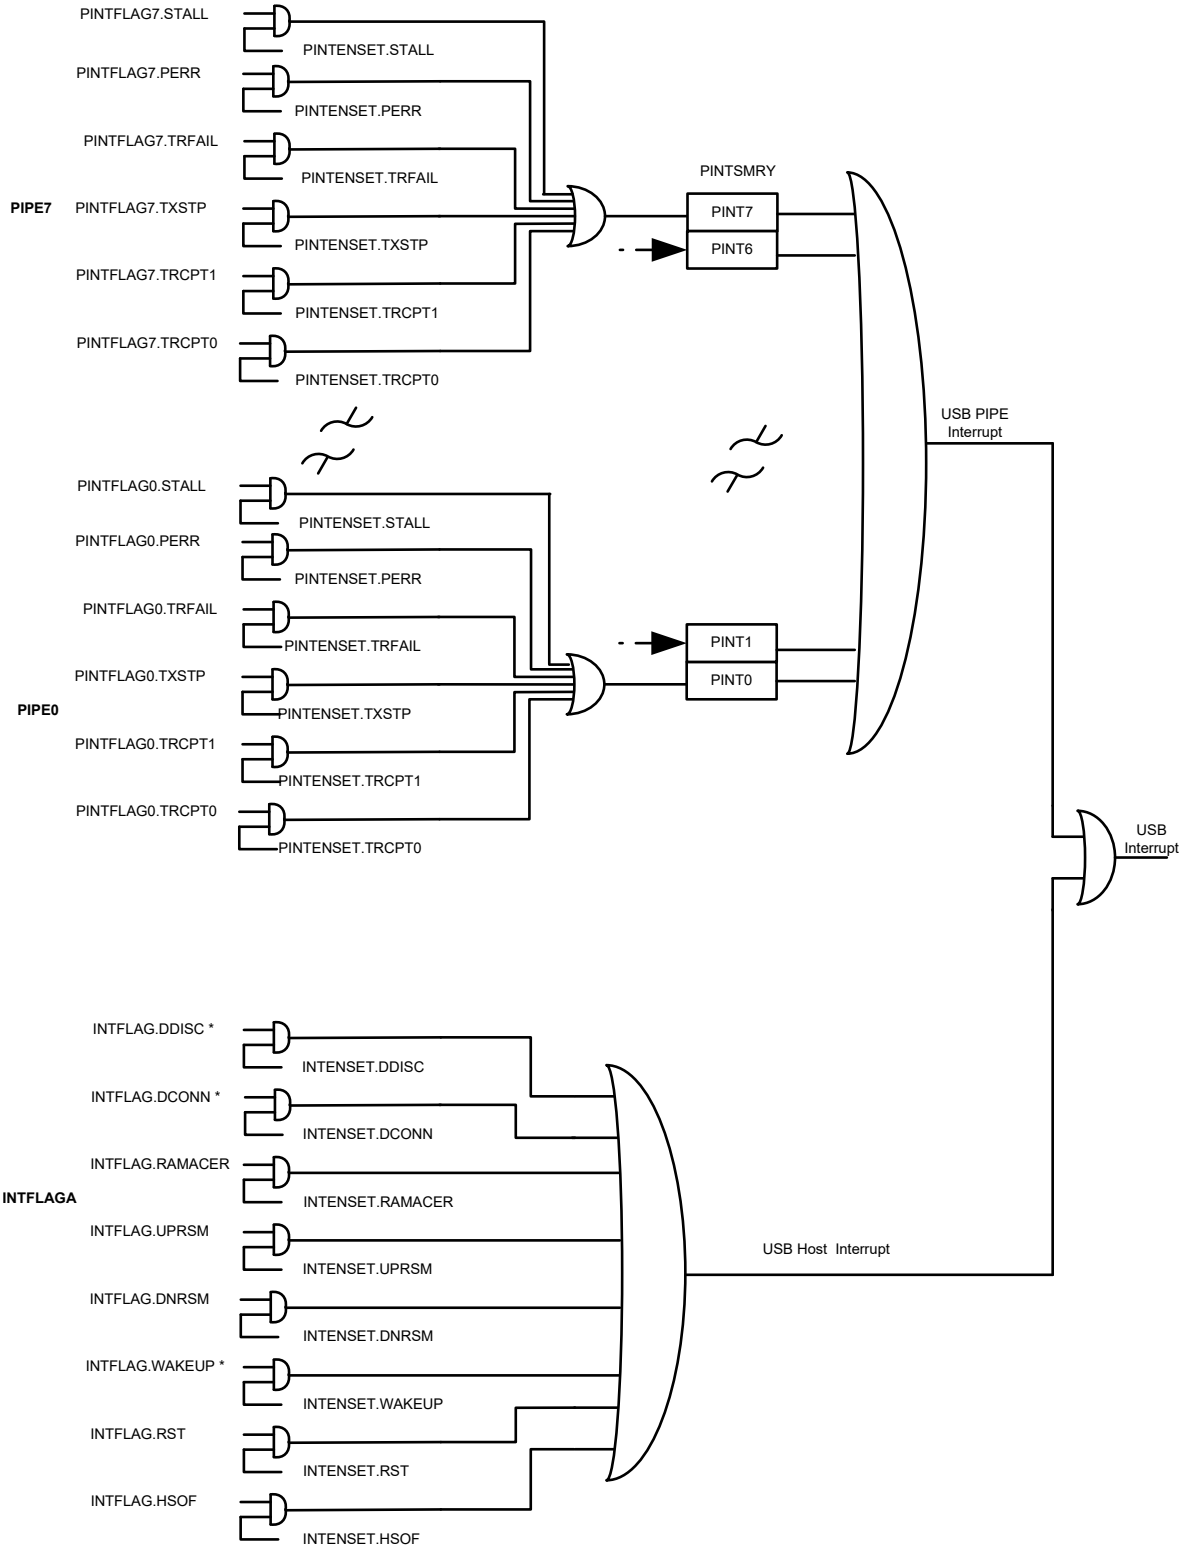 PINTFLAG7.STALL
PINTENSET.STALL
PINTFLAG7.PERR
PINTENSET.PERR
PINTFLAG7.TRFAIL
PINTENSET.TRFAIL
PINTSMRY
PIPE7
PINTFLAG7.TXSTP
PINT7
PINTENSET.TXSTP
PINT6
PINTFLAG7.TRCPT1
PINTENSET.TRCPT1
PINTFLAG7.TRCPT0
PINTENSET.TRCPT0
USB PIPE
Interrupt
PINTFLAG0.STALL
PINTENSET.STALL
PINTFLAG0.PERR
PINTENSET.PERR
PINTFLAG0.TRFAIL
PINTENSET.TRFAIL
PINT1
PINTFLAG0.TXSTP
PINT0
PIPE0
PINTENSET.TXSTP
PINTFLAG0.TRCPT1
PINTENSET.TRCPT1
PINTFLAG0.TRCPT0
PINTENSET.TRCPT0
USB
Interrupt
INTFLAG.DDISC *
INTENSET.DDISC
INTFLAG.DCONN *
INTENSET.DCONN
INTFLAG.RAMACER
INTFLAGA
INTENSET.RAMACER
INTFLAG.UPRSM
INTENSET.UPRSM
USB Host Interrupt
INTFLAG.DNRSM
INTENSET.DNRSM
INTFLAG.WAKEUP *
INTENSET.WAKEUP
INTFLAG.RST
INTENSET.RST
INTFLAG.HSOF
INTENSET.HSOF